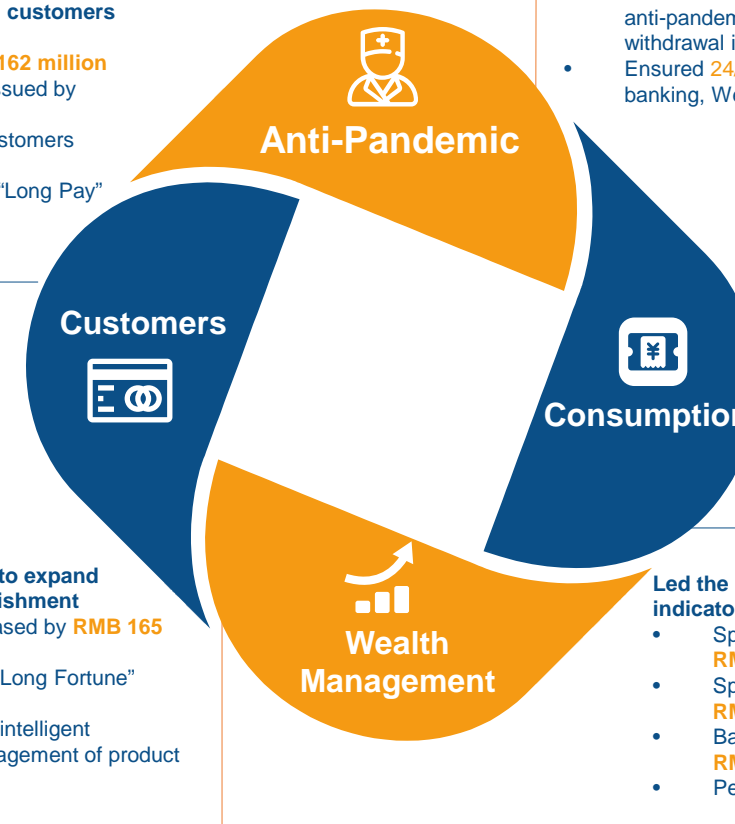 customers
162 million
ssued by
stomers
"Long Pay"
anti-pandem
withdrawal i
• Ensured 24/
banking, We
Anti-Pandemic
Customers
¥
Consumption
to expand
ishment
ased by RMB 165
Long Fortune"
intelligent
agement of product
Wealth
Management
Led the
indicato
• Sp
RM
• Sp
RM
• Ba
RM
• Pe